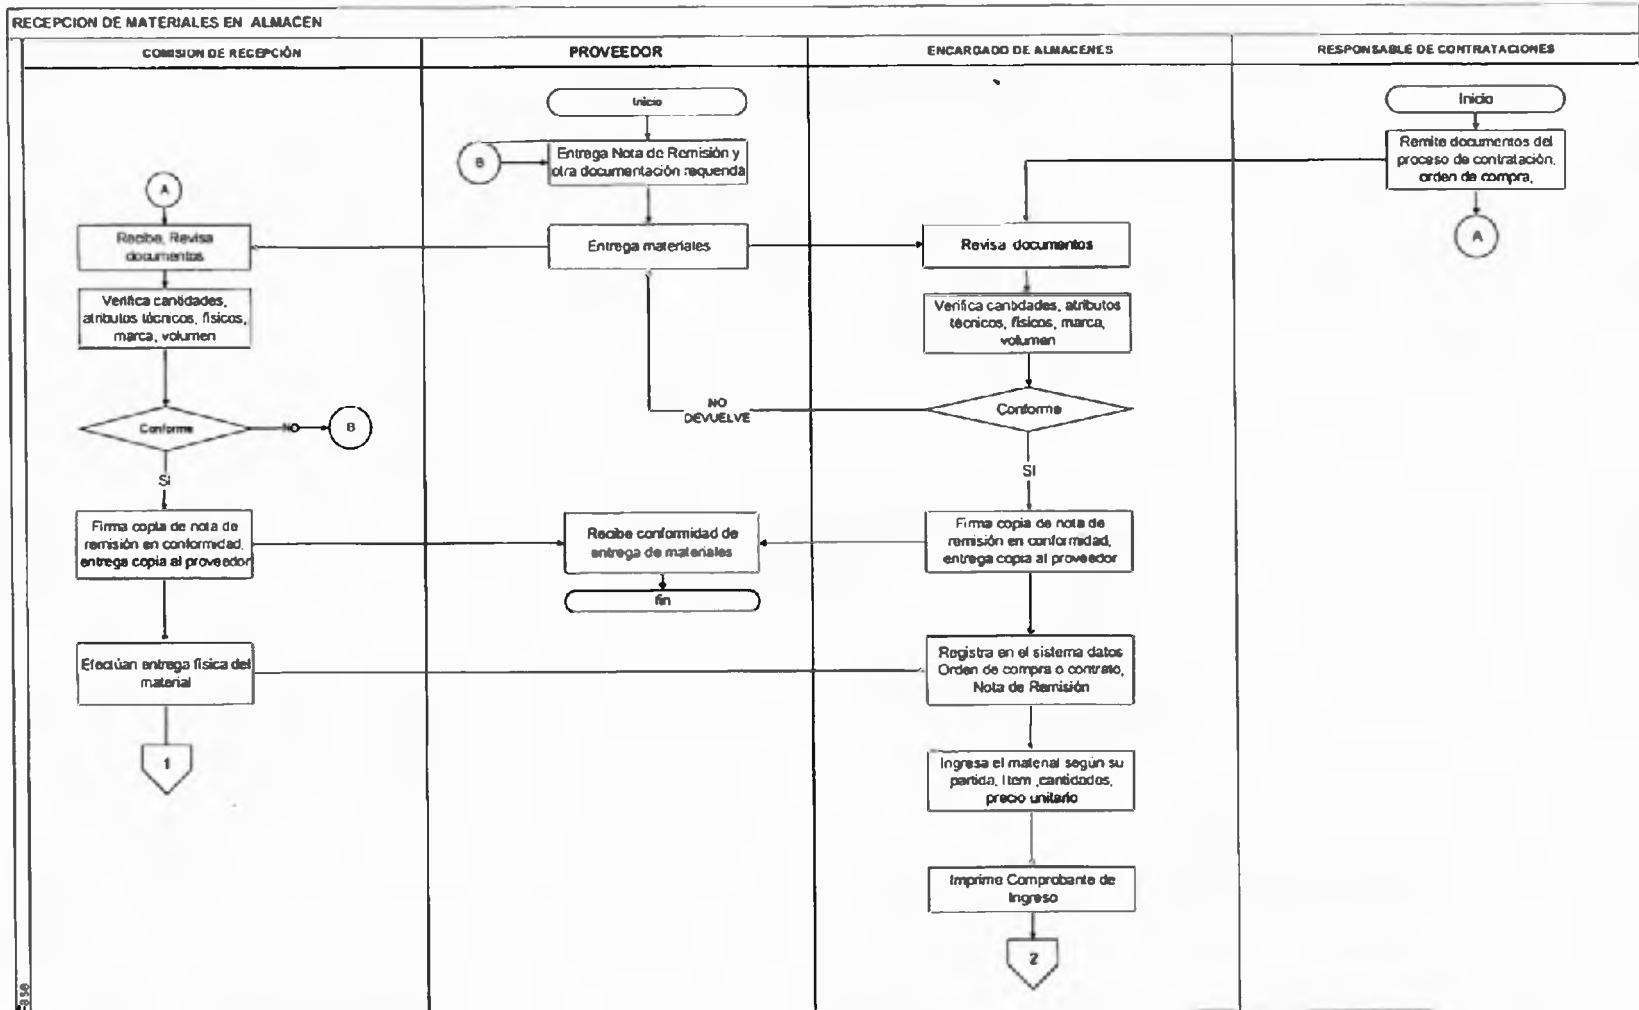 RECEPCION DE MATERIALES EN ALMACEN
COMISION DE RECEPCIÓN
PROVEEDOR
ENCARGADO DE ALMACENES
RESPONSABLE DE CONTRATACIONES
A
Recibe, Revisa
documentos
Verifica cantidades,
atributos técnicos, físicos,
marca, volumen
Conforme
NO
B
SI
Firma copia de nota de
remisión en conformidad,
entrega copia al proveedor
Efectúan entrega física del
material
1
Inicio
B
Entrega Nota de Remisión y
otra documentación requerida
Entrega materiales
NO
DEVUELVE
Recibe conformidad de
entrega de materiales
fin
Revisa documentos
Verifica cantidades, atributos
técnicos, físicos, marca,
volumen
Conforme
SI
Firma copia de nota de
remisión en conformidad,
entrega copia al proveedor
Registra en el sistema datos
Orden de compra o contrato,
Nota de Remisión
Ingresa el material según su
partida, Item ,cantidades,
precio unitario
Imprime Comprobante de
Ingreso
2
Inicio
Remite documentos del
proceso de contratación,
orden de compra,
A